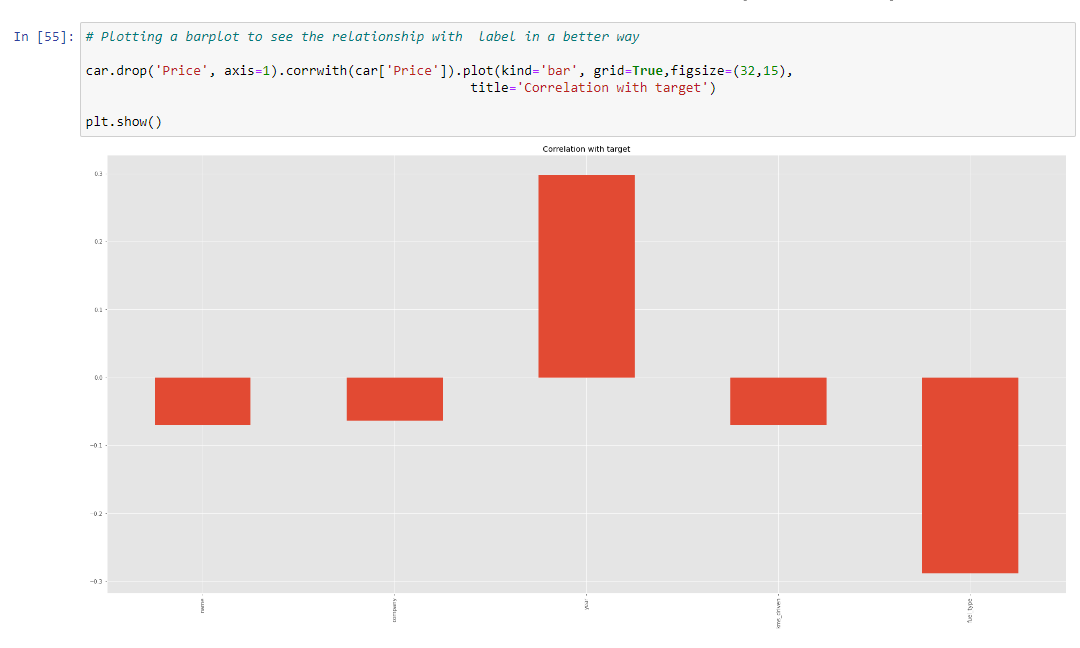 In [55]: # Plotting a barplot to see the relationship with  label in a better way
car.drop('Price', axis=1).corrwith(car['Price']).plot(kind='bar', grid=True,figsize=(32,15),
title='Correlation with target')
plt.show()
Correlation with target
0.3
0.2
0.1
0.0
−0.1
−0.2
−0.3
name
company
year
kms_driven
fuel_type